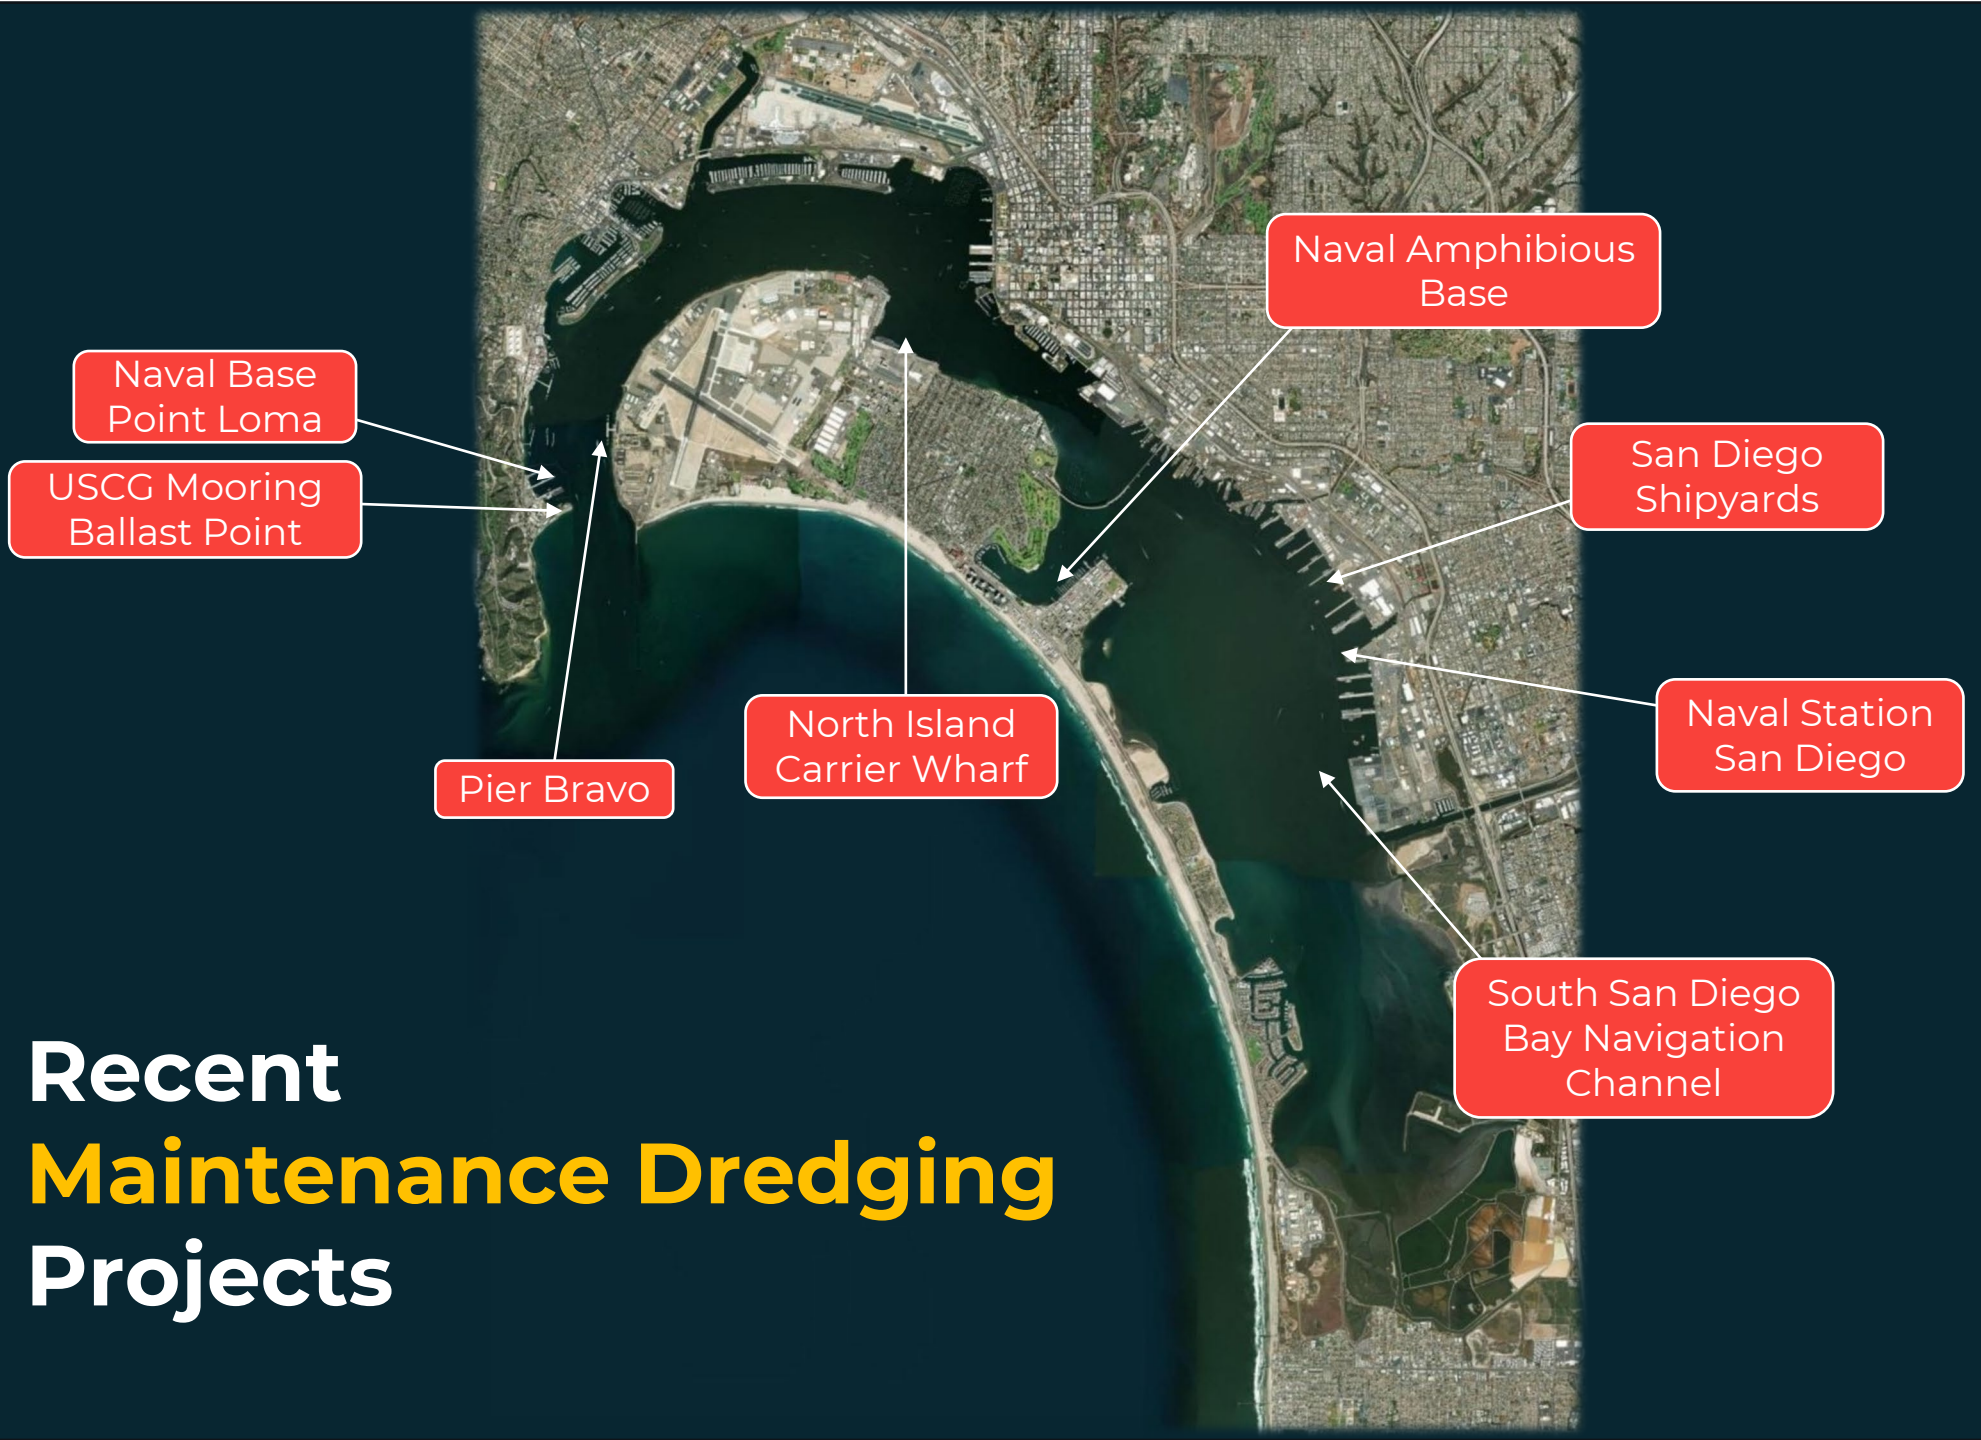 Naval Amphibious
Base
Naval Base
Point Loma
USCG Mooring
Ballast Point
San Diego
Shipyards
Naval Station
San Diego
North Island
Carrier Wharf
Pier Bravo
South San Diego
Bay Navigation
Channel
Recent
Maintenance Dredging
Projects